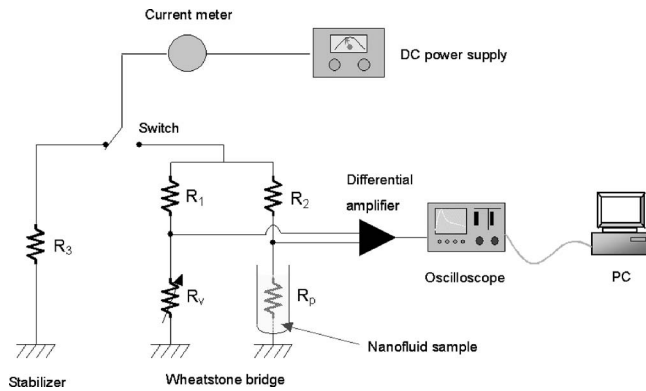 Current meter
DC power supply
Switch
R1
R2
Differential
amplifier
R3
Oscilloscope
PC
Rv
Rp
Nanofluid sample
Stabilizer
Wheatstone bridge